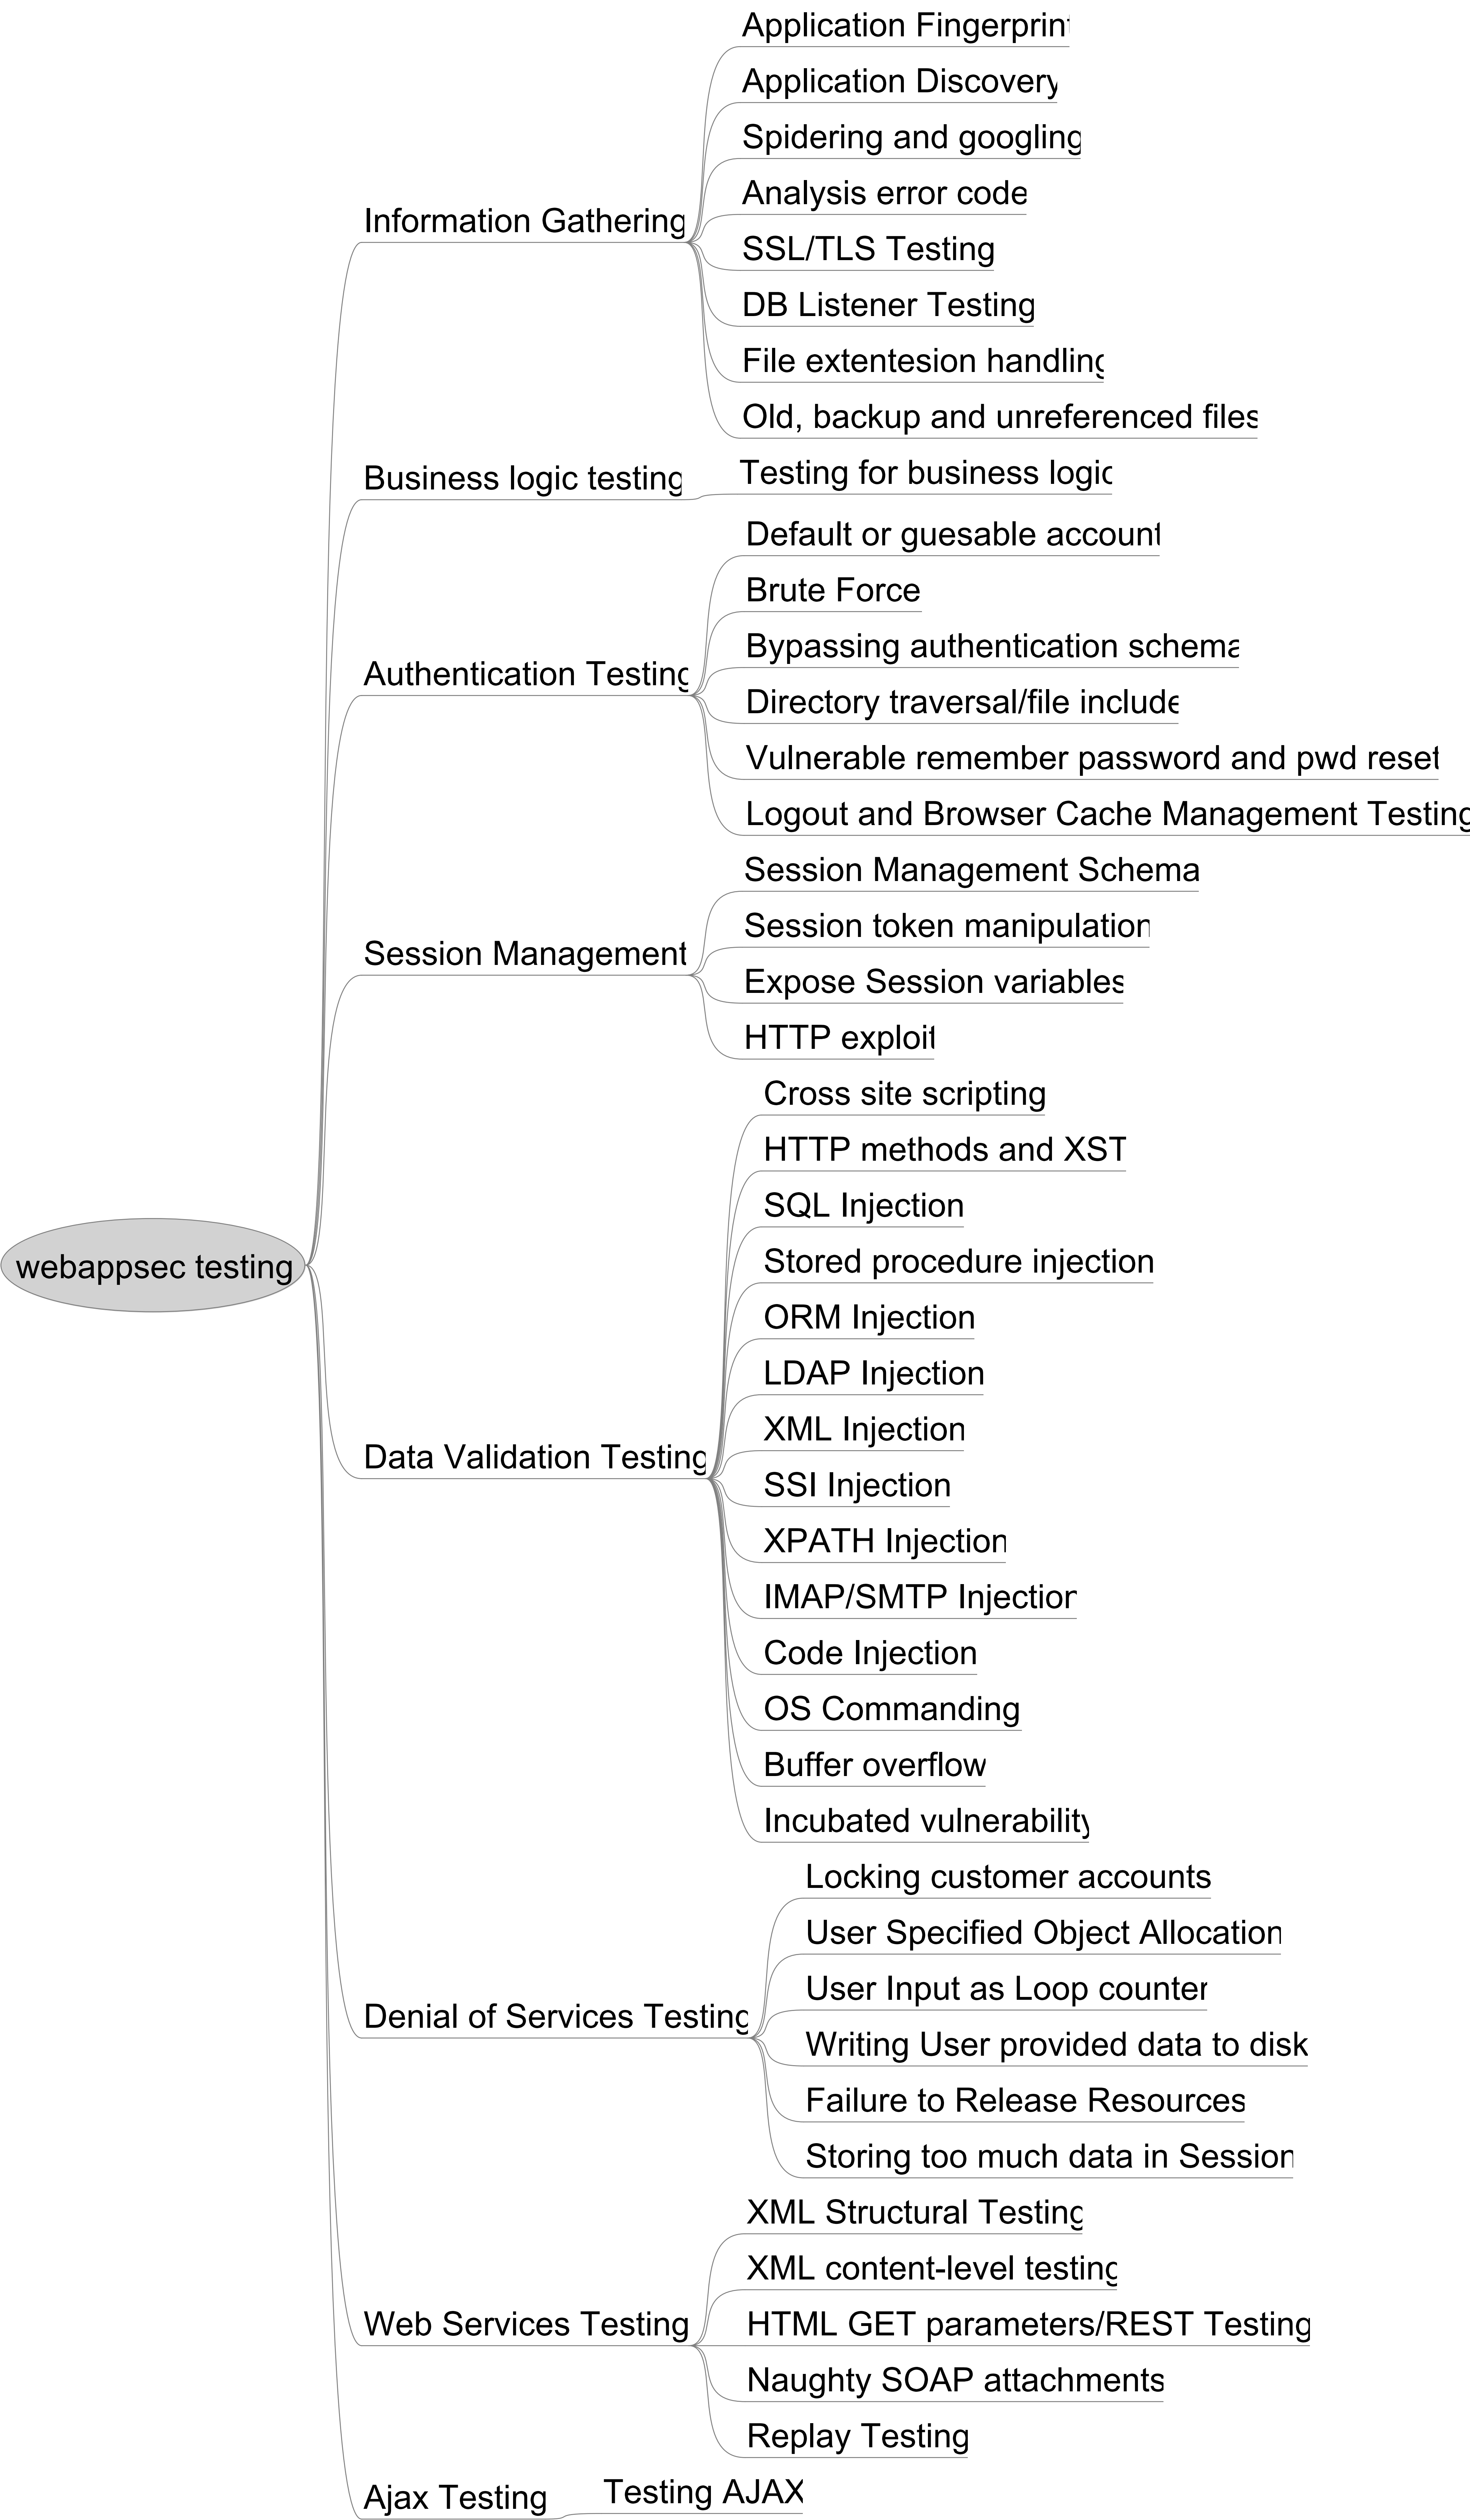 webappsec testing
Information Gathering
Application Fingerprint
Application Discovery
Spidering and googling
Analysis error code
SSL/TLS Testing
DB Listener Testing
File extentesion handling
Old, backup and unreferenced files
Business logic testing
Testing for business logic
Authentication Testing
Default or guesable account
Brute Force
Bypassing authentication schema
Directory traversal/file include
Vulnerable remember password and pwd reset
Logout and Browser Cache Management Testing
Session Management
Session Management Schema
Session token manipulation
Expose Session variables
HTTP exploit
Data Validation Testing
Cross site scripting
HTTP methods and XST
SQL Injection
Stored procedure injection
ORM Injection
LDAP Injection
XML Injection
SSI Injection
XPATH Injection
IMAP/SMTP Injection
Code Injection
OS Commanding
Buffer overflow
Incubated vulnerability
Denial of Services Testing
Locking customer accounts
User Specified Object Allocation
User Input as Loop counter
Writing User provided data to disk
Failure to Release Resources
Storing too much data in Session
Web Services Testing
XML Structural Testing
XML content-level testing
HTML GET parameters/REST Testing
Naughty SOAP attachments
Replay Testing
Ajax Testing
Testing AJAX